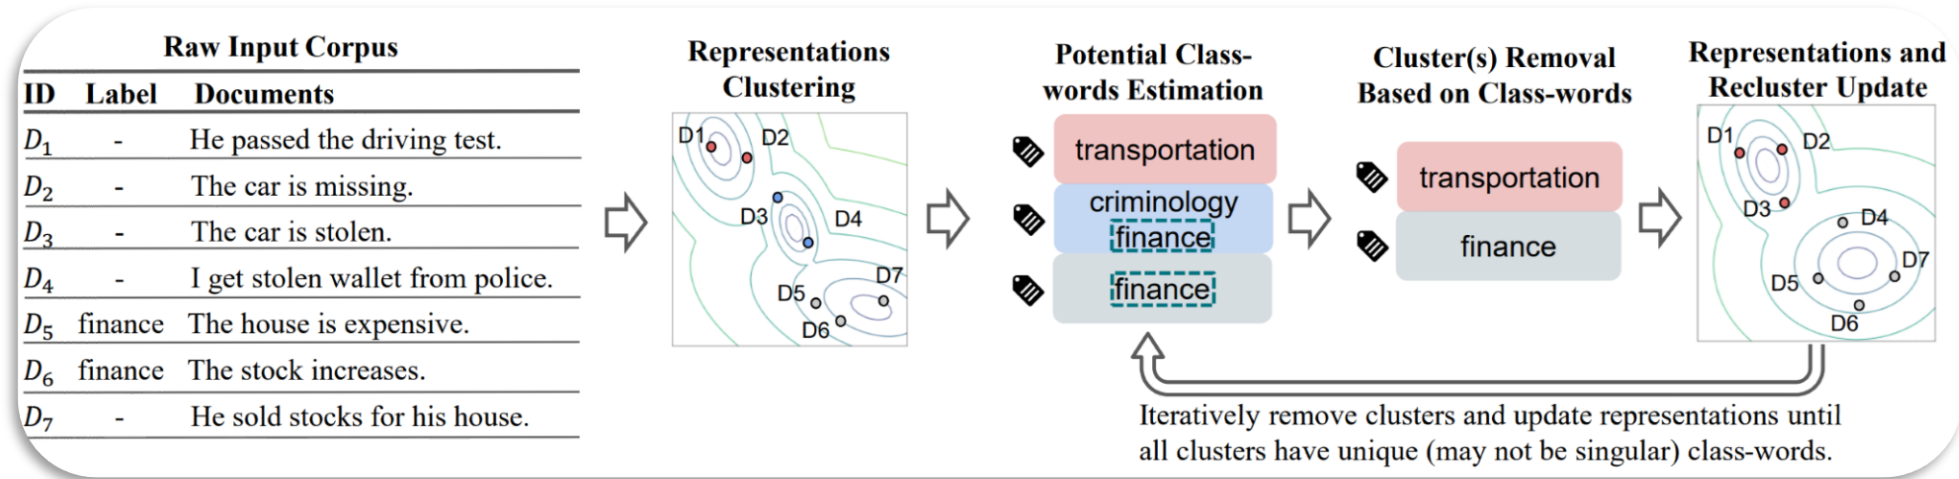 Raw Input Corpus
ID Label Documents
D1 - He passed the driving test.
D2 - The car is missing.
D3 - The car is stolen.
D4 - I get stolen wallet from police.
D5 finance The house is expensive.
D6 finance The stock increases.
D7 - He sold stocks for his house.
Representations
Clustering
D1
D2
D3
D4
D7
D5
D6
Potential Class-
words Estimation
transportation
criminology
finance
finance
Cluster(s) Removal
Based on Class-words
transportation
finance
Representations and
Recluster Update
D1
D2
D3
D4
D7
D5
D6
Iteratively remove clusters and update representations until
all clusters have unique (may not be singular) class-words.